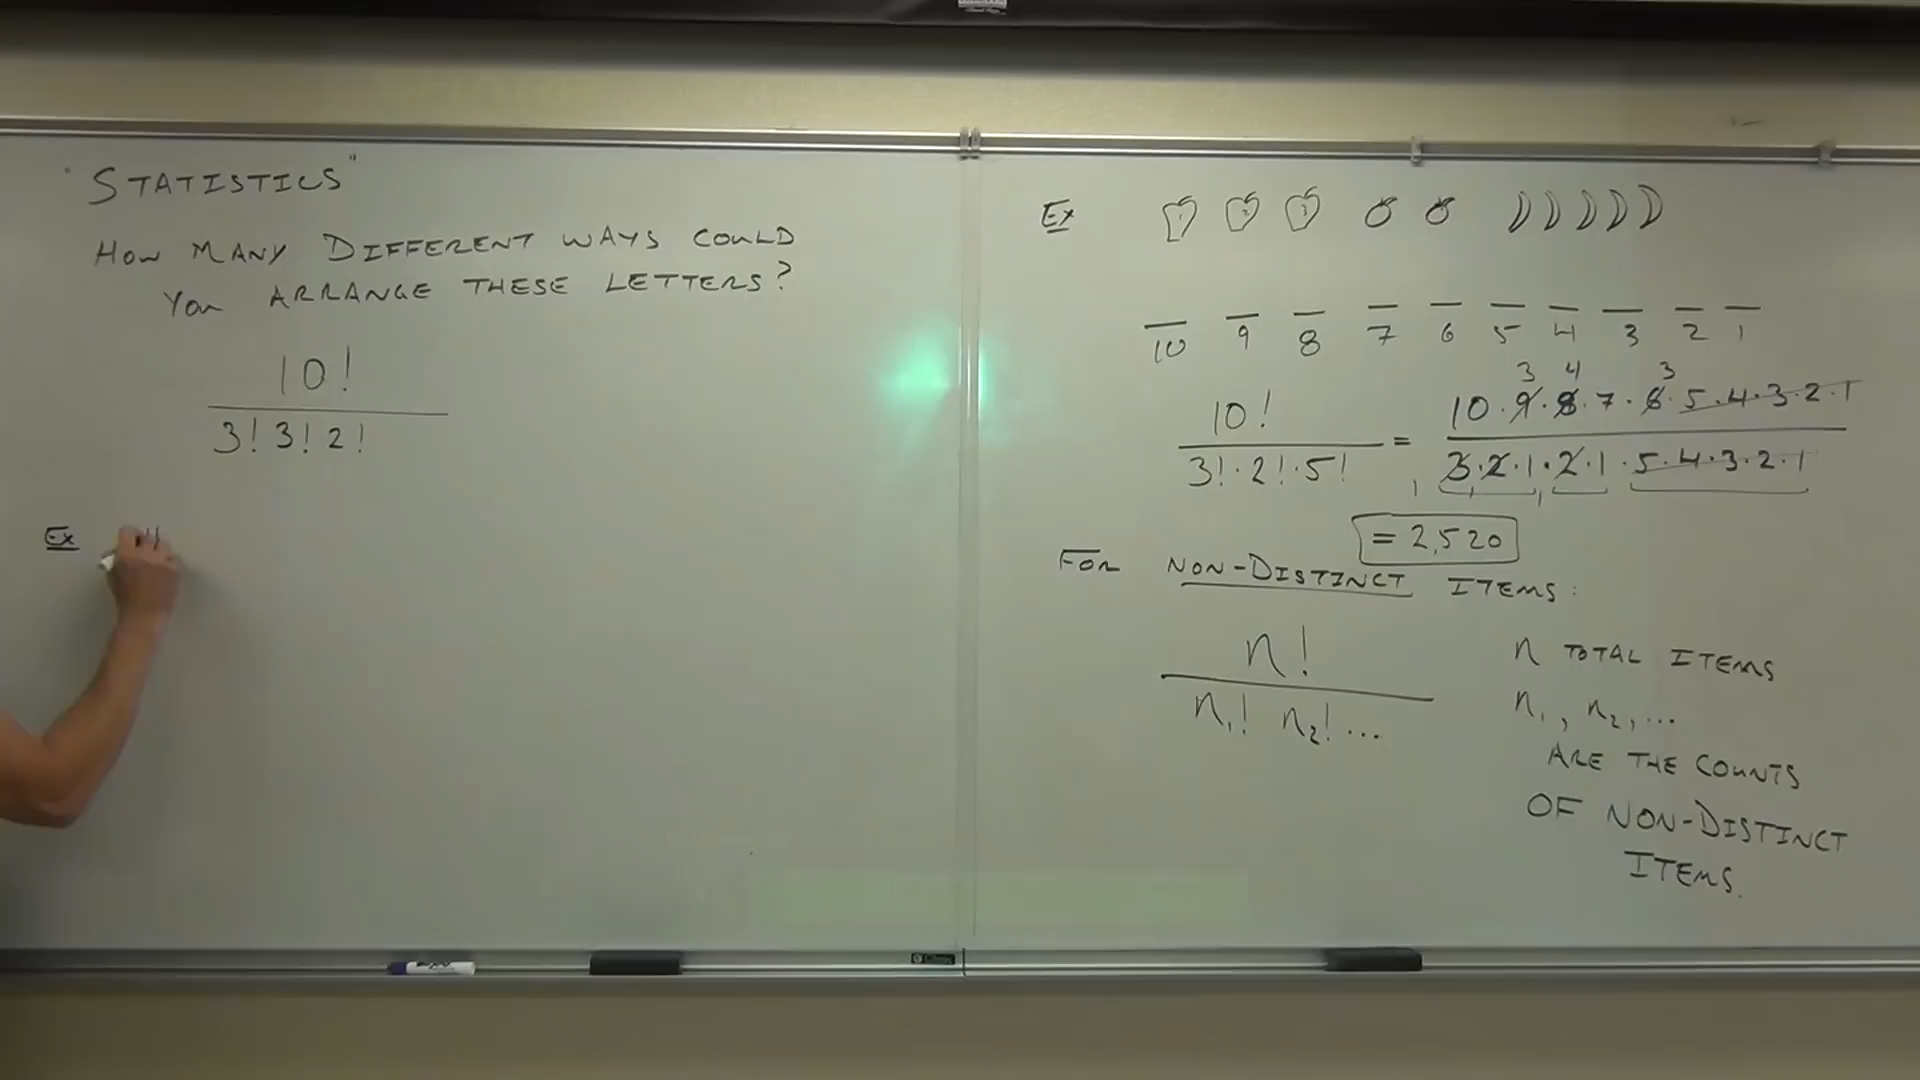 "STATISTICS"
HOW MANY DIFFERENT WAYS COULD
YOU ARRANGE THESE LETTERS?
10!
3! 3! 2!
Ex
Ex
1 2 3
10 9 8 7 6 5 4 3 2 1
3 4 3
10! / 3!·2!·5! = 10·9·8·7·6·5·4·3·2·1 / 3·2·1·2·1·5·4·3·2·1
= 2,520
FOR NON-DISTINCT ITEMS:
n!
n₁! n₂! ...
n TOTAL ITEMS
n₁, n₂, ...
ARE THE COUNTS
OF NON-DISTINCT
ITEMS.